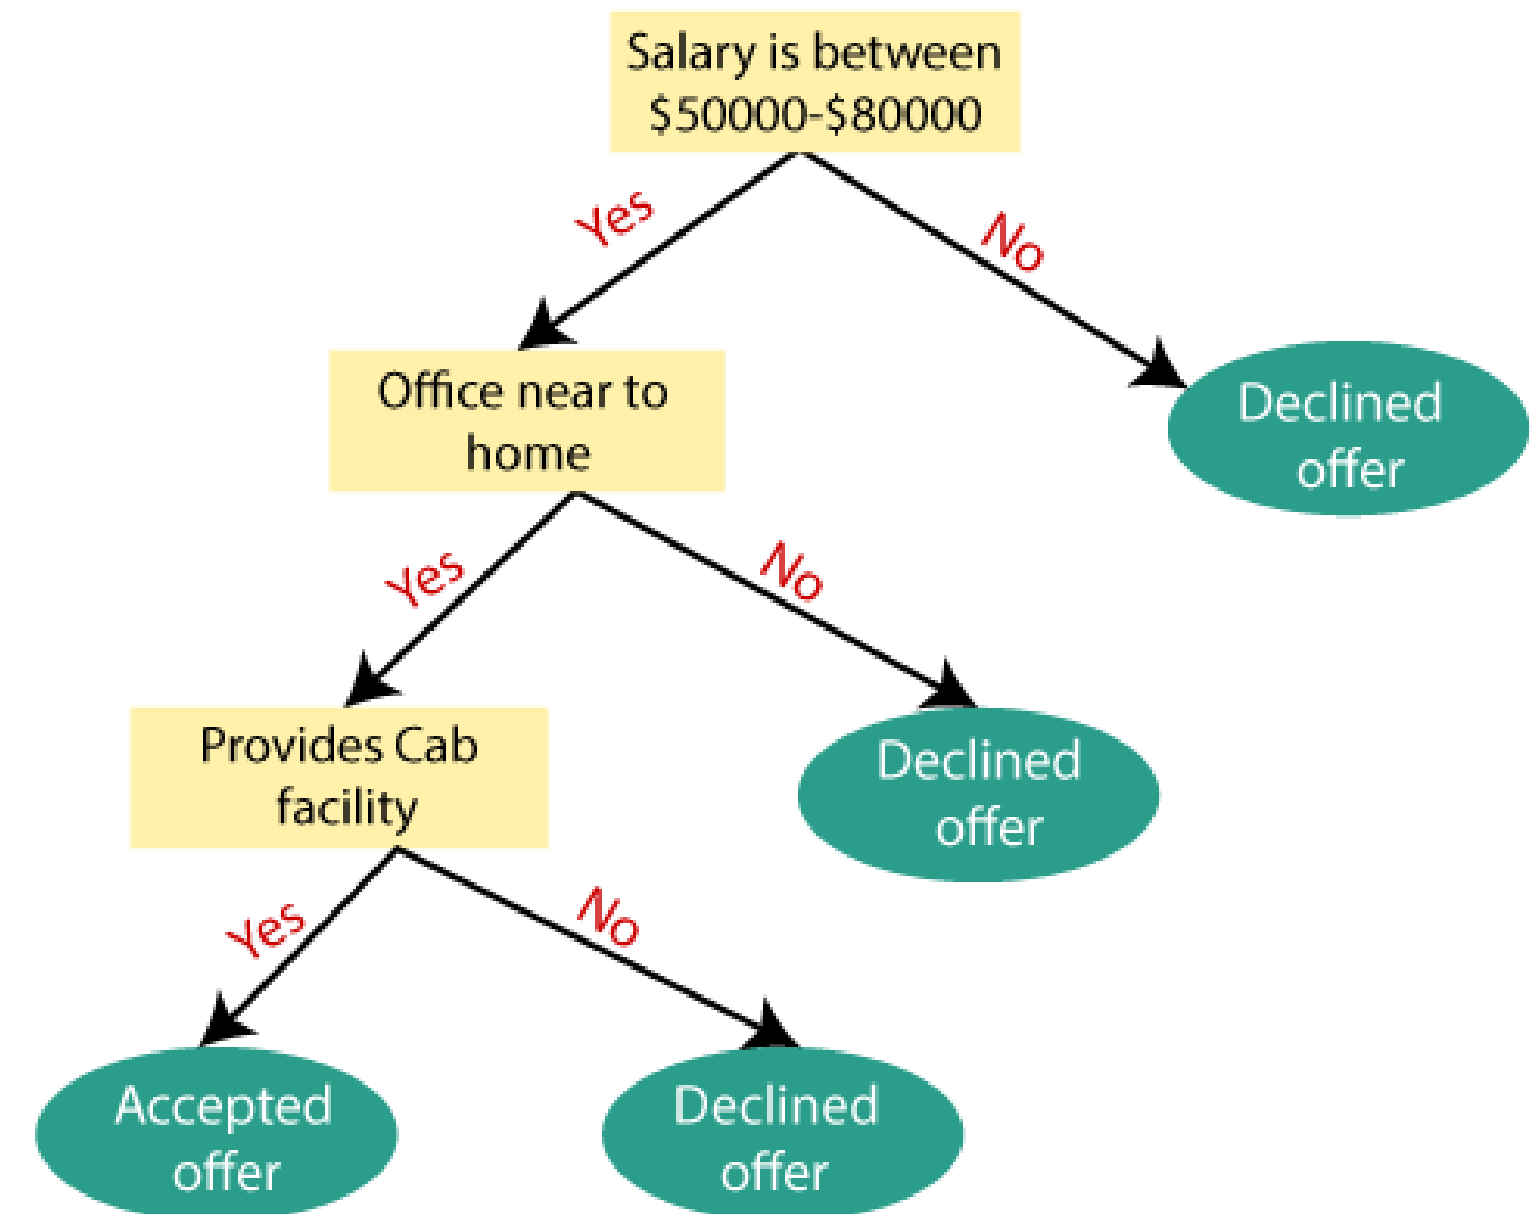 Salary is between
$50000-$80000
Yes
No
Office near to
home
Declined
offer
Yes
No
Provides Cab
facility
Declined
offer
Yes
No
Accepted
offer
Declined
offer